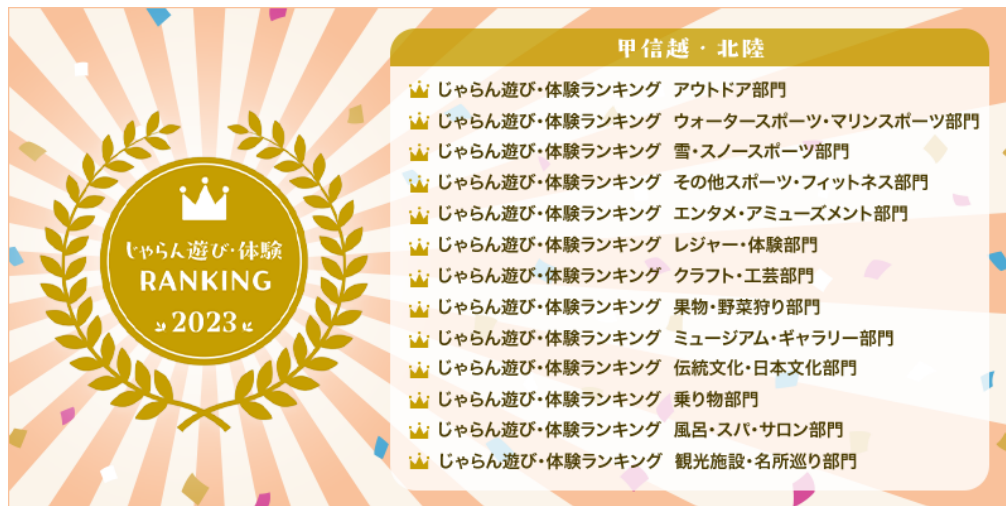 じゃらん遊び・体験
RANKING
2023
甲信越・北陸
じゃらん遊び・体験ランキング アウトドア部門
じゃらん遊び・体験ランキング ウォータースポーツ・マリンスポーツ部門
じゃらん遊び・体験ランキング 雪・スノースポーツ部門
じゃらん遊び・体験ランキング その他スポーツ・フィットネス部門
じゃらん遊び・体験ランキング エンタメ・アミューズメント部門
じゃらん遊び・体験ランキング レジャー・体験部門
じゃらん遊び・体験ランキング クラフト・工芸部門
じゃらん遊び・体験ランキング 果物・野菜狩り部門
じゃらん遊び・体験ランキング ミュージアム・ギャラリー部門
じゃらん遊び・体験ランキング 伝統文化・日本文化部門
じゃらん遊び・体験ランキング 乗り物部門
じゃらん遊び・体験ランキング 風呂・スパ・サロン部門
じゃらん遊び・体験ランキング 観光施設・名所巡り部門